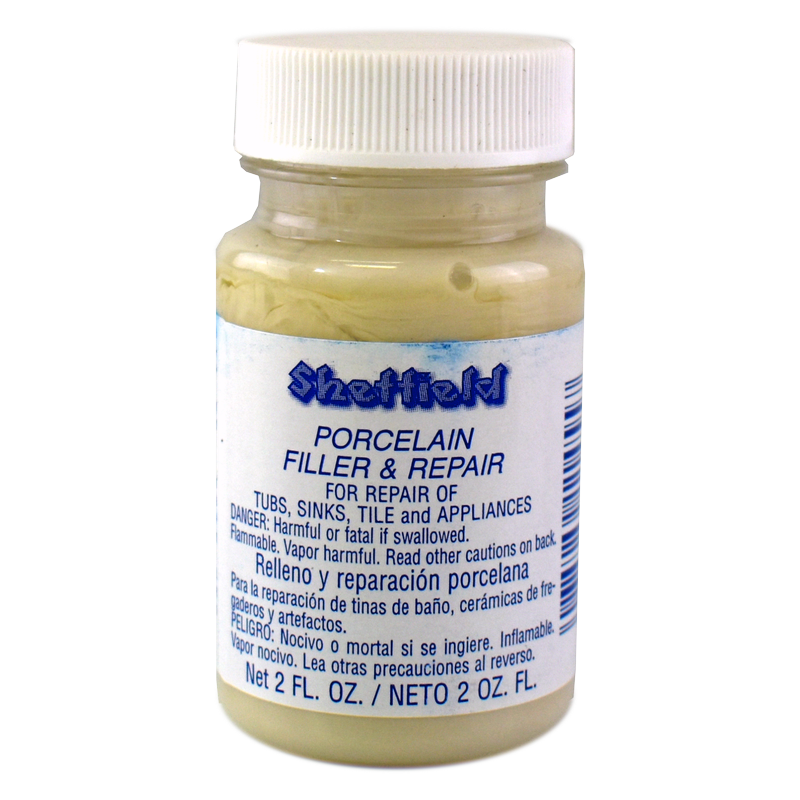 Sheffield
PORCELAIN
FILLER & REPAIR
FOR REPAIR OF
TUBS, SINKS, TILE and APPLIANCES
DANGER: Harmful or fatal if swallowed.
Flammable. Vapor harmful. Read other cautions on back.
Relleno y reparación porcelana
Para la reparación de tinas de baño, cerámicas de fre-
gaderos y artefactos.
PELIGRO: Nocivo o mortal si se ingiere. Inflamable.
Vapor nocivo. Lea otras precauciones al reverso.
Net 2 FL. OZ. / NETO 2 OZ. FL.